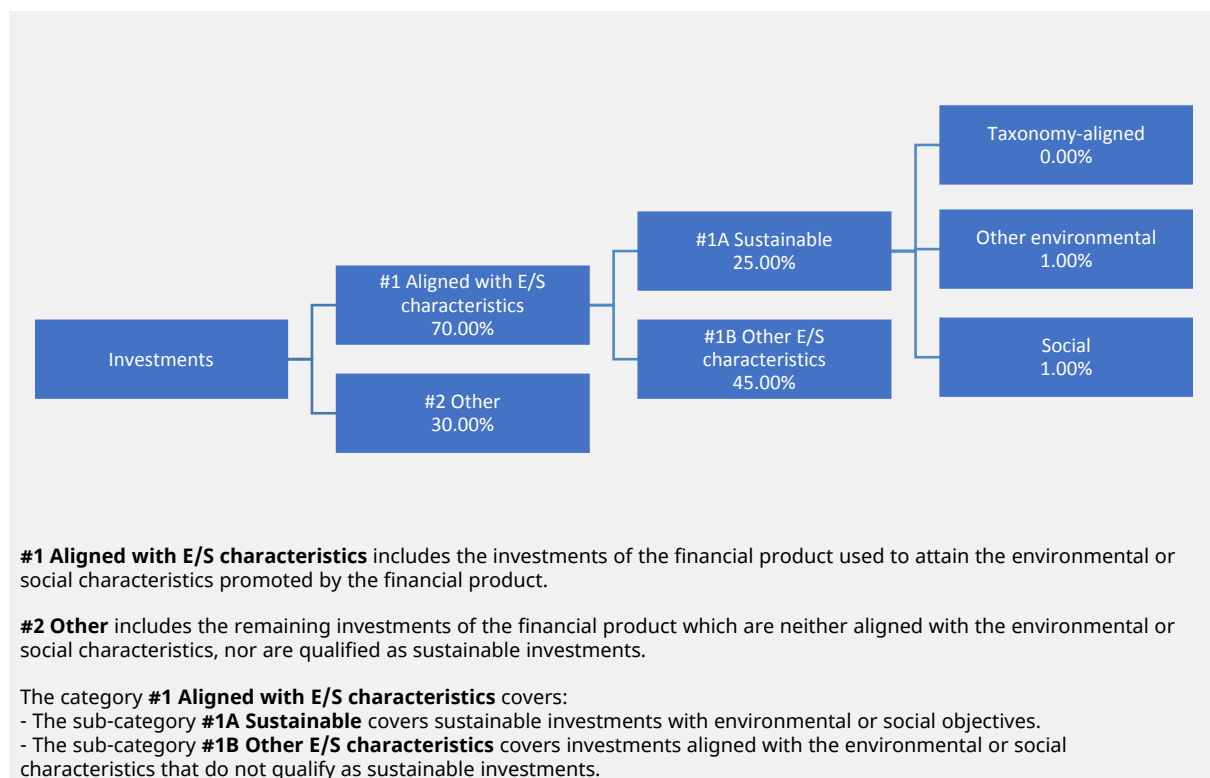 Taxonomy-aligned
0.00%
#1A Sustainable
25.00%
Other environmental
1.00%
#1 Aligned with E/S
characteristics
70.00%
Investments
#1B Other E/S
characteristics
45.00%
Social
1.00%
#2 Other
30.00%
#1 Aligned with E/S characteristics includes the investments of the financial product used to attain the environmental or
social characteristics promoted by the financial product.
#2 Other includes the remaining investments of the financial product which are neither aligned with the environmental or
social characteristics, nor are qualified as sustainable investments.
The category #1 Aligned with E/S characteristics covers:
- The sub-category #1A Sustainable covers sustainable investments with environmental or social objectives.
- The sub-category #1B Other E/S characteristics covers investments aligned with the environmental or social
characteristics that do not qualify as sustainable investments.